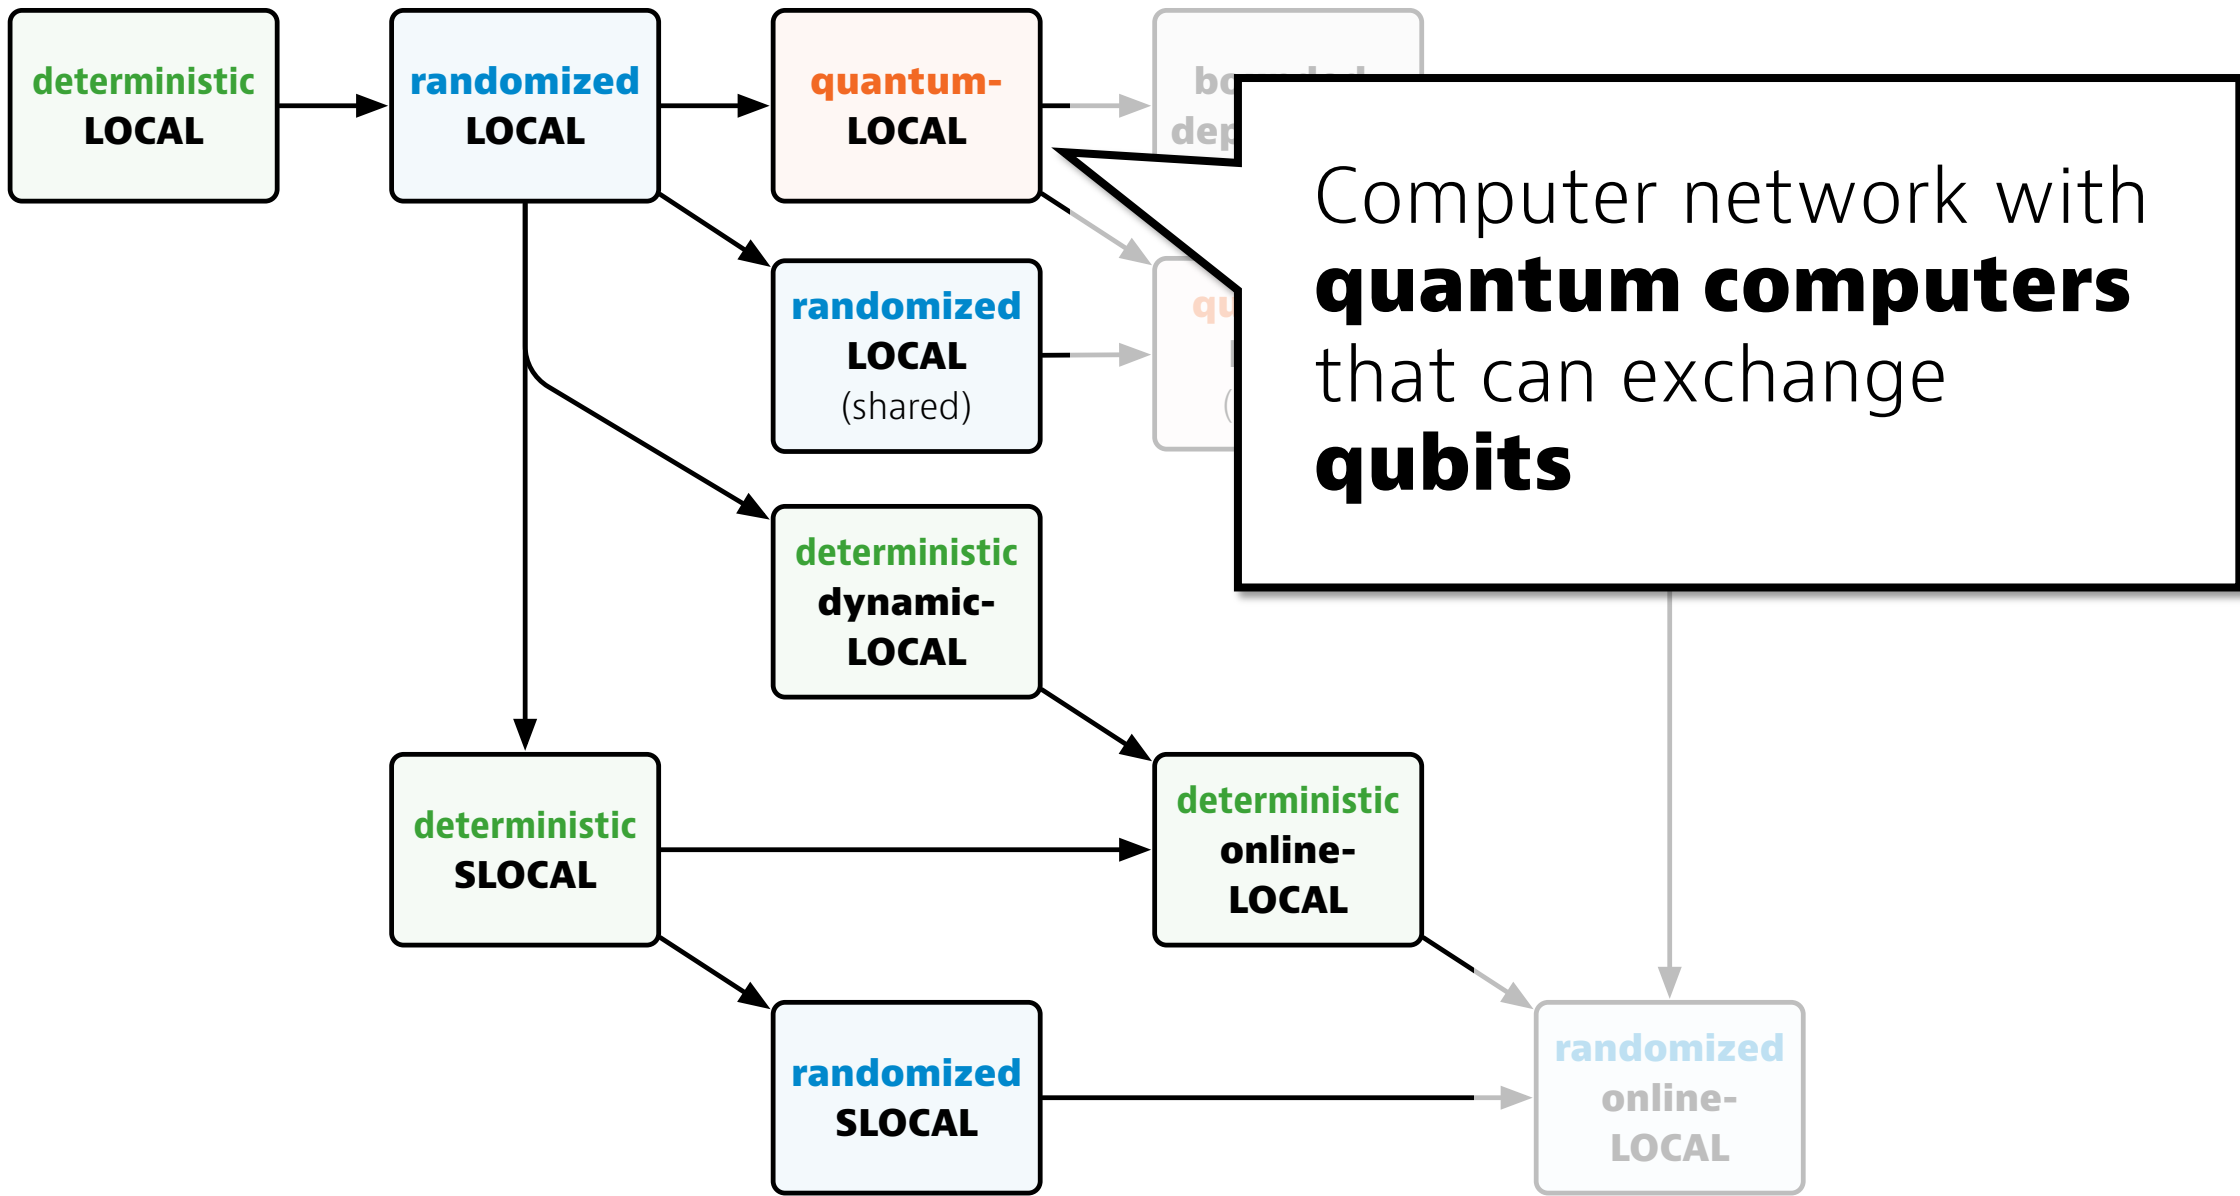 deterministic
LOCAL
randomized
LOCAL
quantum-
LOCAL
Computer network with
quantum computers
that can exchange
qubits
randomized
LOCAL
(shared)
deterministic
dynamic-
LOCAL
deterministic
SLOCAL
deterministic
online-
LOCAL
randomized
SLOCAL
randomized
online-
LOCAL